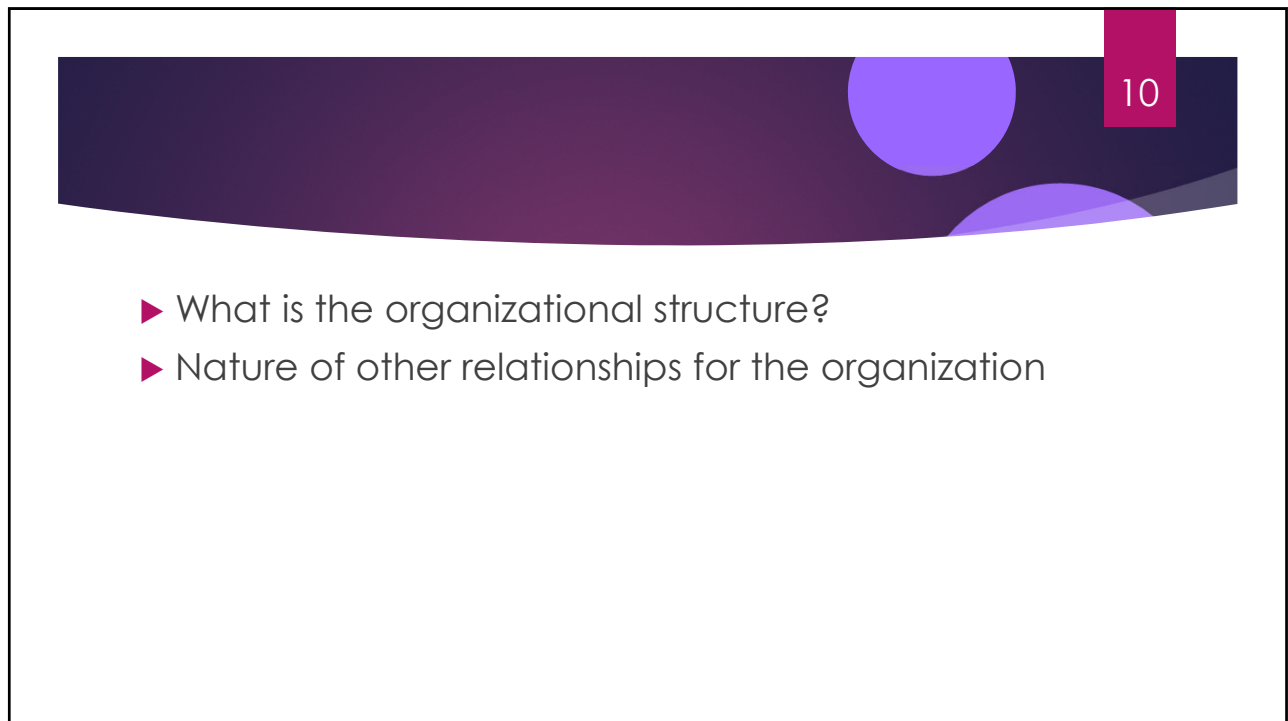 10
What is the organizational structure?
Nature of other relationships for the organization